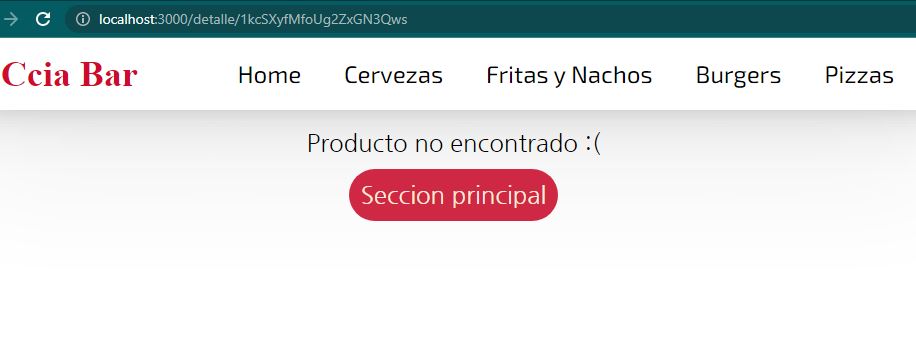 localhost:3000/detalle/1kcSXyfMfoUg2ZxGN3Qws
Ccia Bar Home Cervezas Fritas y Nachos Burgers Pizzas
Producto no encontrado :(
Seccion principal